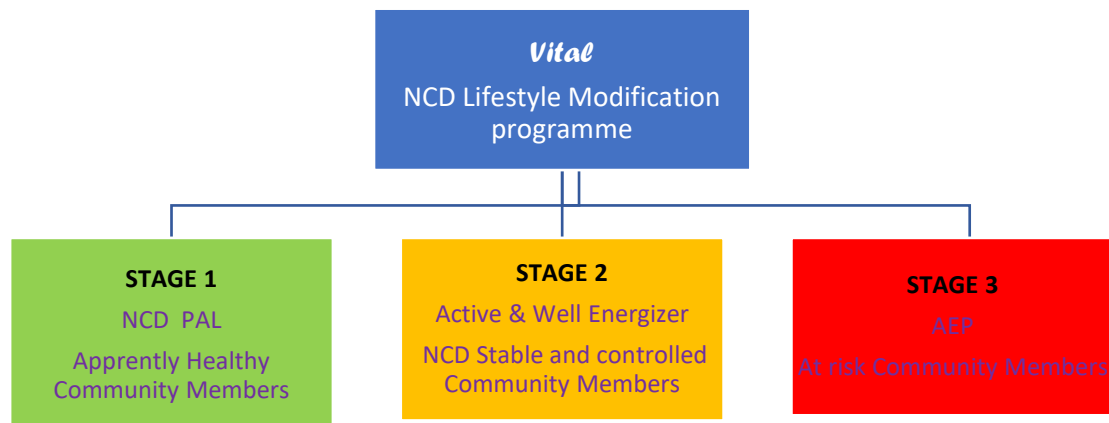 Vital
NCD Lifestyle Modification
programme
STAGE 1
NCD PAL
Apprently Healthy
Community Members
STAGE 2
Active & Well Energizer
NCD Stable and controlled
Community Members
STAGE 3
AEP
At risk Community Members